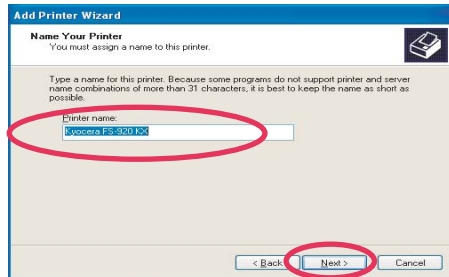 Add Printer Wizard
Name Your Printer
You must assign a name to this printer.
Type a name for this printer. Because some programs do not support printer and server
name combinations of more than 31 characters, it is best to keep the name as short as
possible.
Printer name:
Kyocera FS-920 KX
< Back
Next >
Cancel